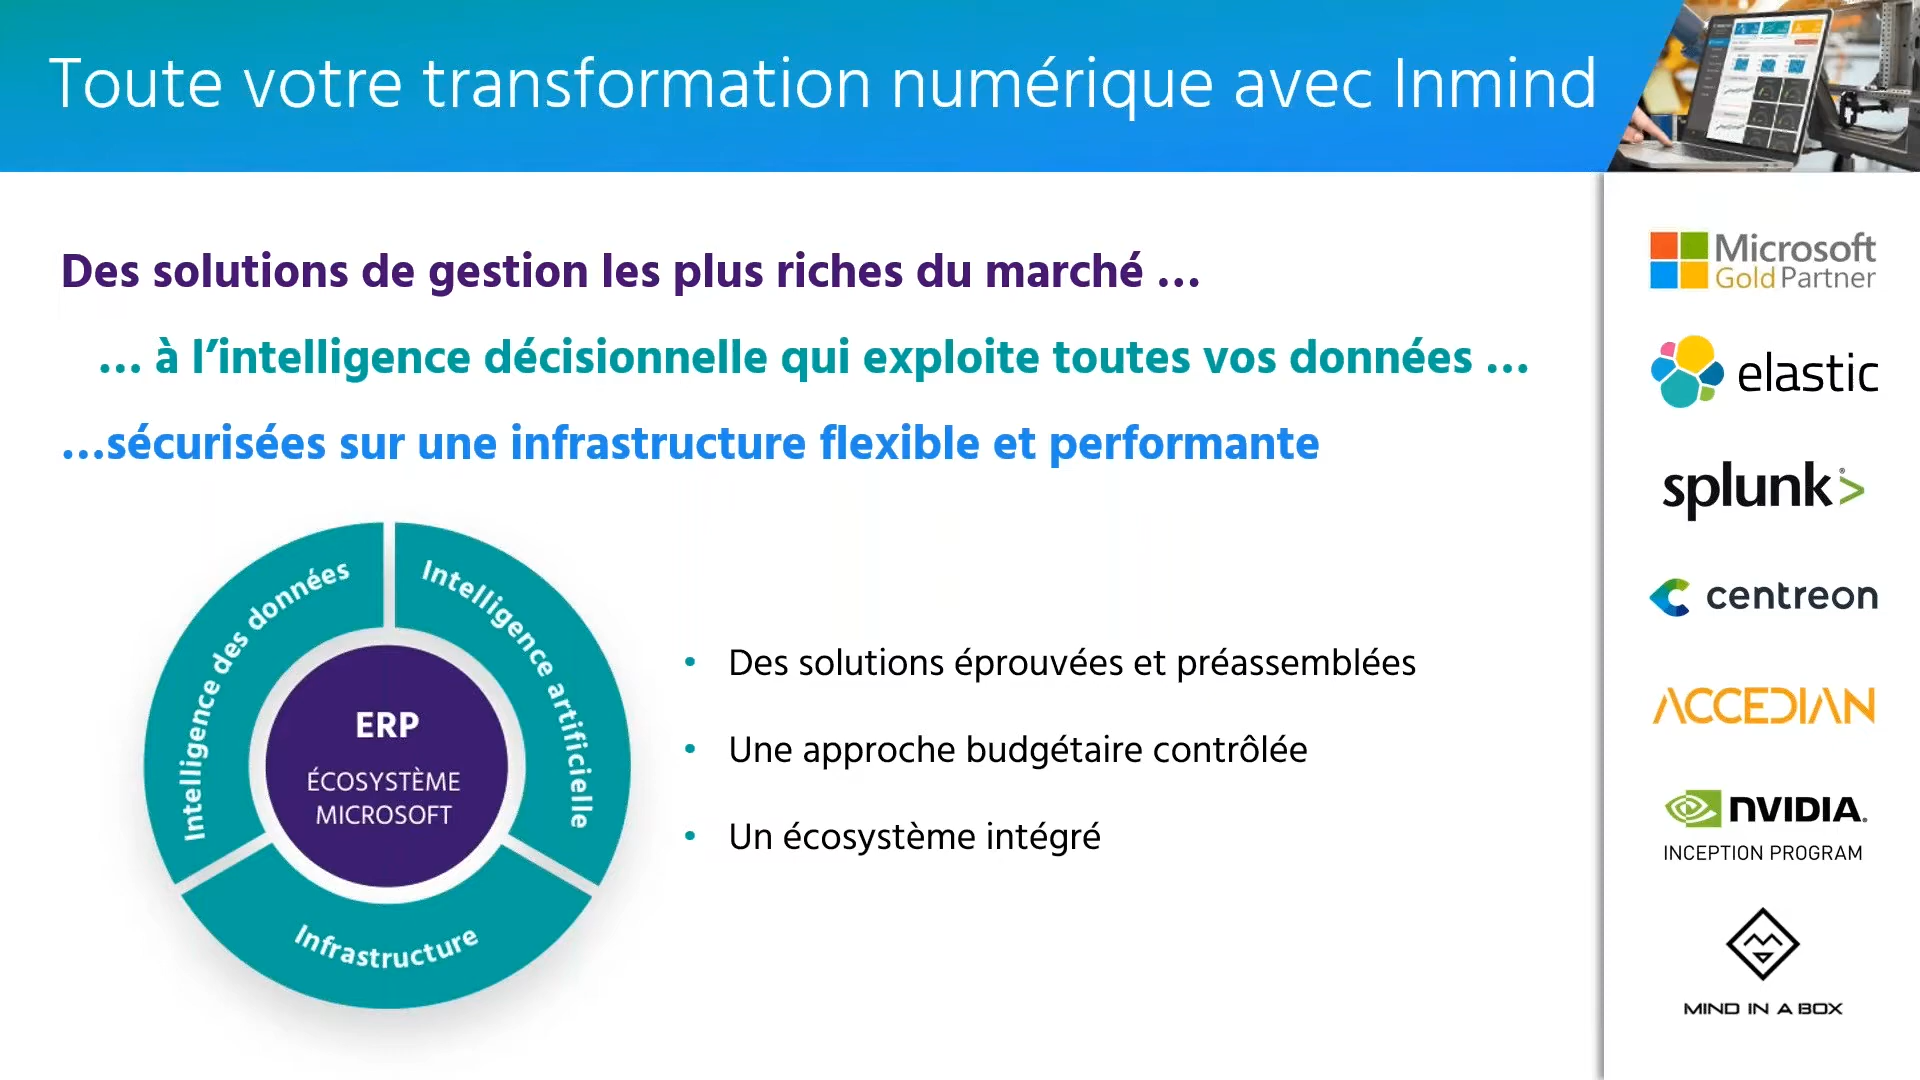 Toute votre transformation numérique avec Inmind
Des solutions de gestion les plus riches du marché ...
... à l’intelligence décisionnelle qui exploite toutes vos données ...
...sécurisées sur une infrastructure flexible et performante
Intelligence des données
Intelligence artificielle
ERP
ÉCOSYSTÈME
MICROSOFT
Infrastructure
• Des solutions éprouvées et préassemblées
• Une approche budgétaire contrôlée
• Un écosystème intégré
Microsoft
Gold Partner
elastic
splunk>
centreon
ACCEDIAN
NVIDIA.
INCEPTION PROGRAM
MIND IN A BOX